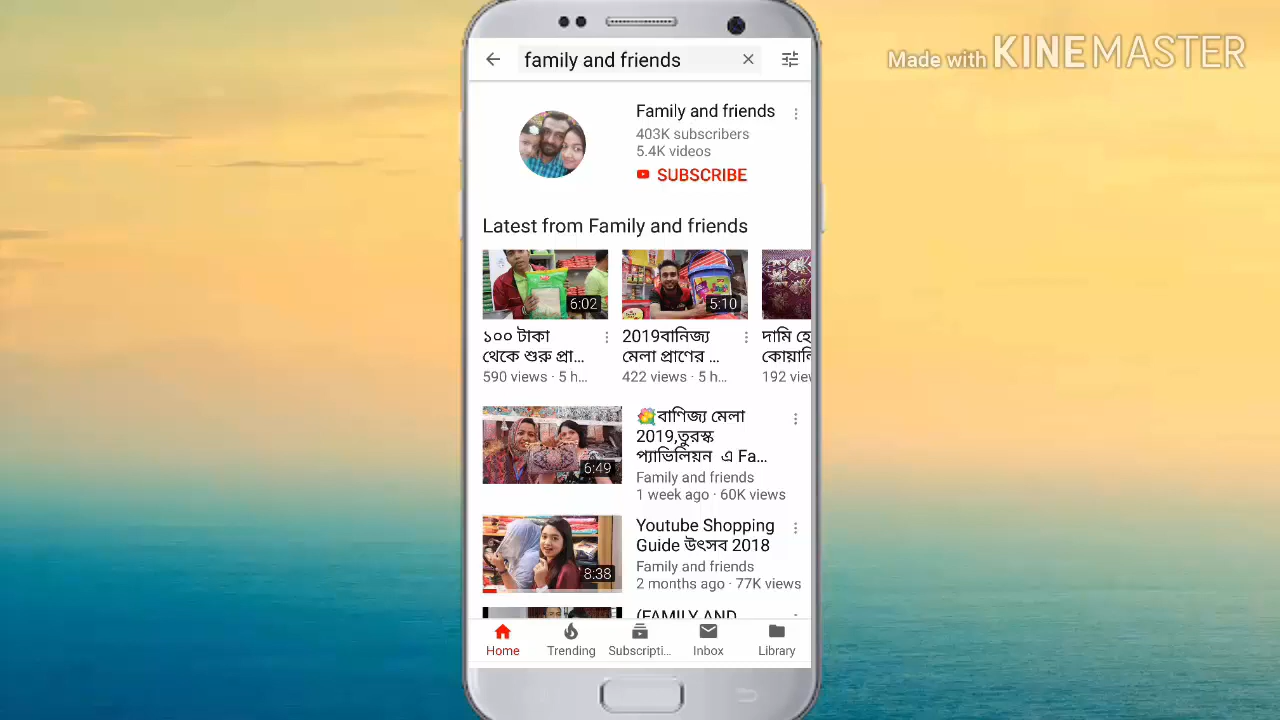 Made with KINEMASTER
family and friends
Family and friends
403K subscribers
5.4K videos
SUBSCRIBE
Latest from Family and friends
6:02
১০০ টাকা
থেকে শুরু প্রা...
590 views · 5 h...
5:10
2019বানিজ্য
মেলা প্রাণের ...
422 views · 5 h...
দামি হে
কোয়ালি
192 view
6:49
বাণিজ্য মেলা
2019,তুরস্ক
প্যাভিলিয়ন এ Fa...
Family and friends
1 week ago · 60K views
8:38
Youtube Shopping
Guide উৎসব 2018
Family and friends
2 months ago · 77K views
(FAMILY AND
Home
Trending
Subscripti...
Inbox
Library